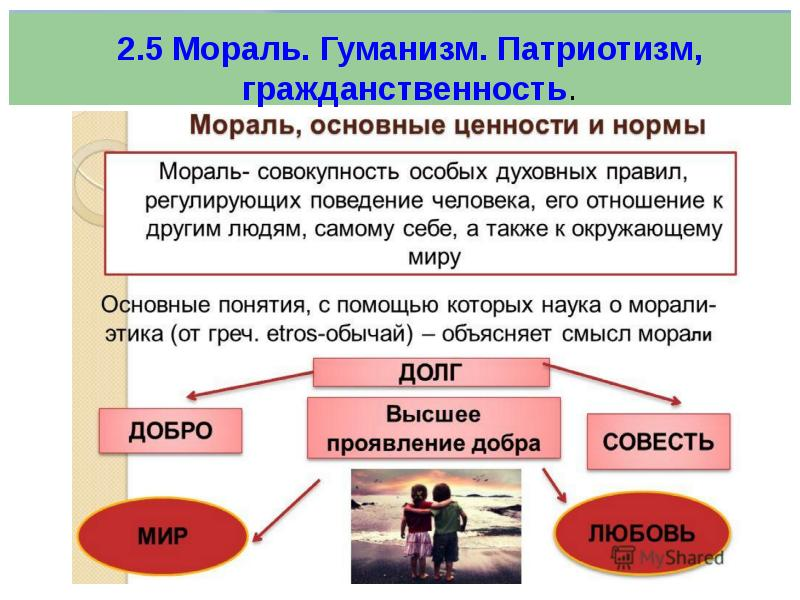 2.5 Мораль. Гуманизм. Патриотизм,
гражданственность.
Мораль, основные ценности и нормы
Мораль- совокупность особых духовных правил,
регулирующих поведение человека, его отношение к
другим людям, самому себе, а также к окружающему
миру
Основные понятия, с помощью которых наука о морали-
этика (от греч. etros-обычай) – объясняет смысл морали
ДОЛГ
ДОБРО
Высшее
проявление добра
СОВЕСТЬ
МИР
ЛЮБОВЬ
MyShared